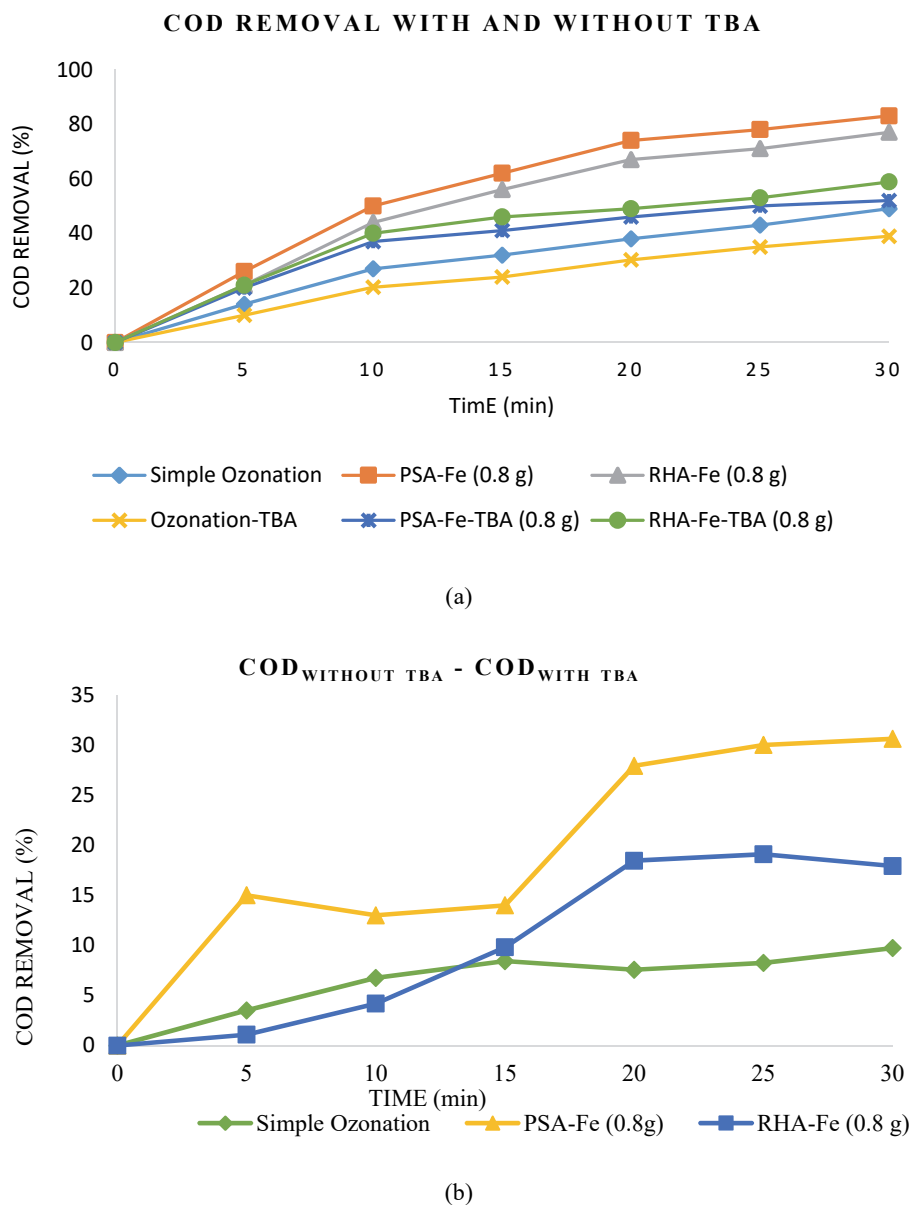 COD REMOVAL WITH AND WITHOUT TBA
100
80
60
40
20
0
COD REMOVAL (%)
0 5 10 15 20 25 30
TimE (min)
Simple Ozonation PSA-Fe (0.8 g) RHA-Fe (0.8 g)
Ozonation-TBA PSA-Fe-TBA (0.8 g) RHA-Fe-TBA (0.8 g)
(a)
COD WITHOUT TBA - COD WITH TBA
35
30
25
20
15
10
5
0
COD REMOVAL (%)
0 5 10 15 20 25 30
TIME (min)
Simple Ozonation PSA-Fe (0.8g) RHA-Fe (0.8 g)
(b)